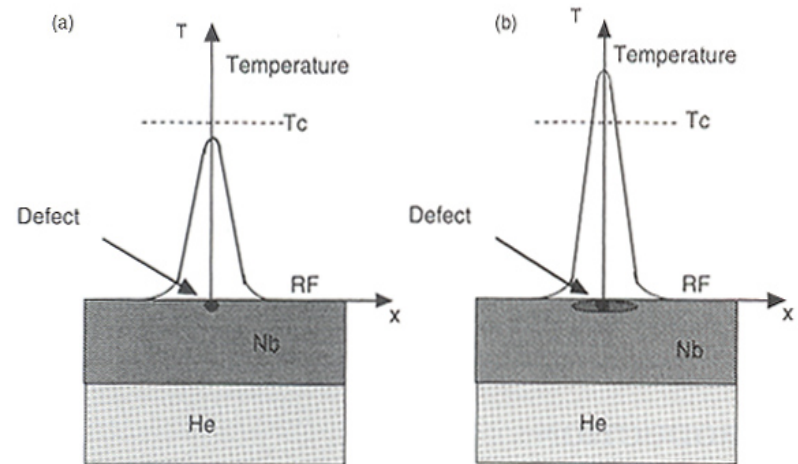 (a)
T
Temperature
Tc
Defect
RF
x
Nb
He
(b)
T
Temperature
Tc
Defect
RF
x
Nb
He